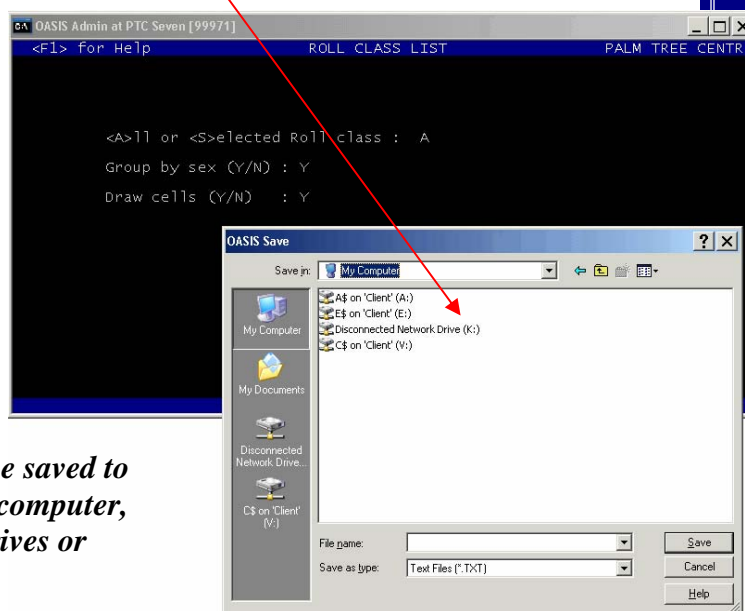 OASIS Admin at PTC Seven [99971]
<F1> for Help ROLL CLASS LIST PALM TREE CENTR
<A>ll or <S>elected Roll class : A
Group by sex (Y/N) : Y
Draw cells (Y/N) : Y
OASIS Save
Save in: My Computer
A$ on 'Client' (A:)
E$ on 'Client' (E:)
Disconnected Network Drive (K:)
C$ on 'Client' (V:)
My Computer
My Documents
Disconnected
Network Drive...
C$ on 'Client'
(V:)
File name: Save
Save as type: Text Files (*.TXT) Cancel
Help
e saved to
computer,
ives or